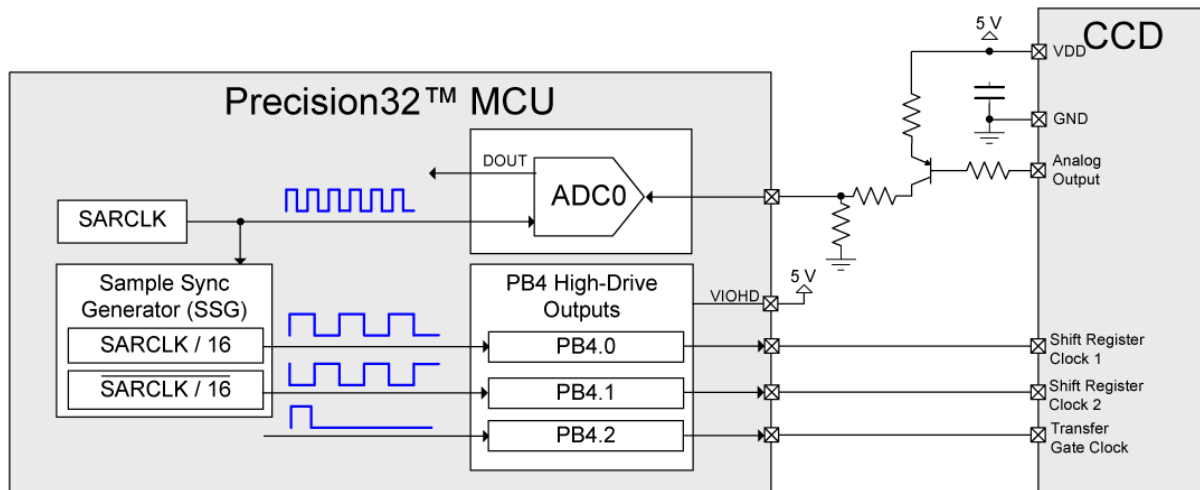 5 V
CCD
VDD
Precision32™ MCU
GND
DOUT
ADC0
Analog
Output
SARCLK
Sample Sync
Generator (SSG)
PB4 High-Drive
Outputs
5 V
VIOHD
SARCLK / 16
PB4.0
Shift Register
Clock 1
SARCLK / 16
PB4.1
Shift Register
Clock 2
PB4.2
Transfer
Gate Clock